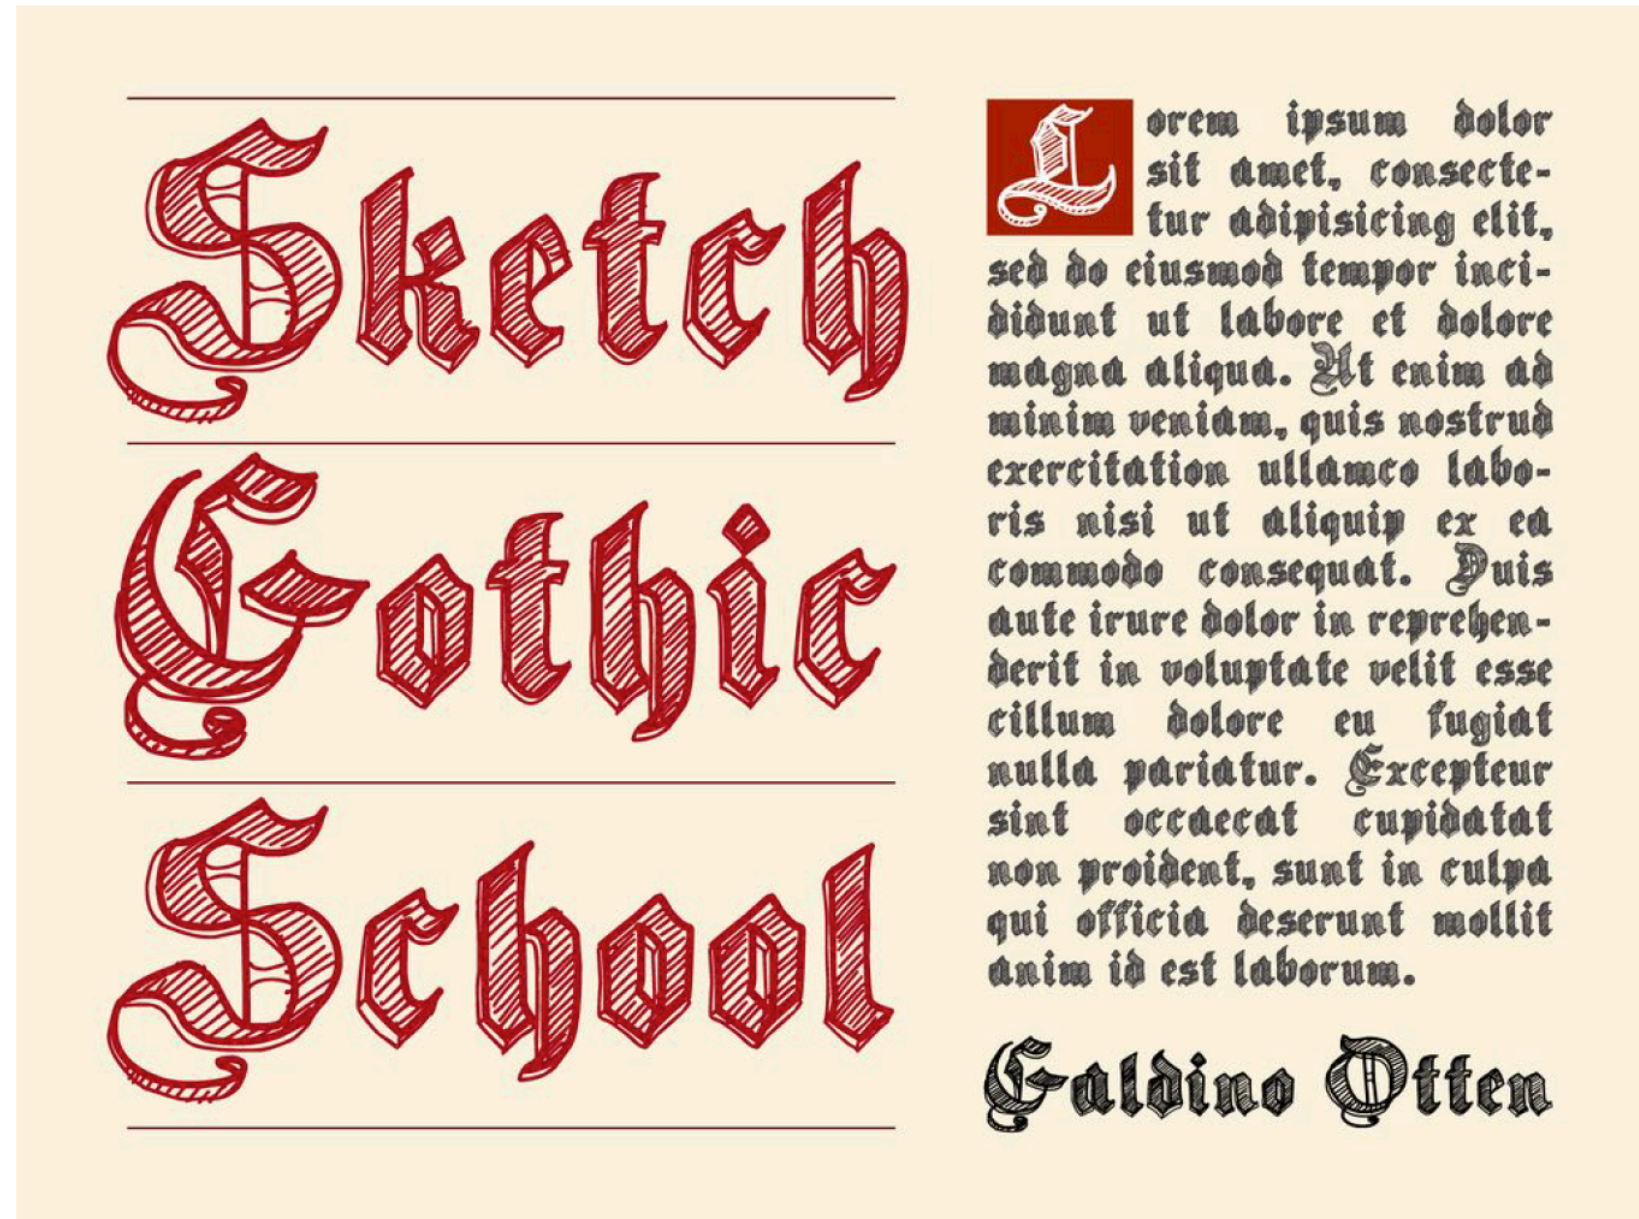 Sketch
Gothic
School
Lorem ipsum dolor
sit amet, consecte-
tur adipisicing elit,
sed do eiusmod tempor inci-
didunt ut labore et dolore
magna aliqua. Ut enim ad
minim veniam, quis nostrud
exercitation ullamco labo-
ris nisi ut aliquip ex ea
commodo consequat. Duis
aute irure dolor in reprehen-
derit in voluptate velit esse
cillum dolore eu fugiat
nulla pariatur. Excepteur
sint occaecat cupidatat
non proident, sunt in culpa
qui officia deserunt mollit
anim id est laborum.
Galdino Otten